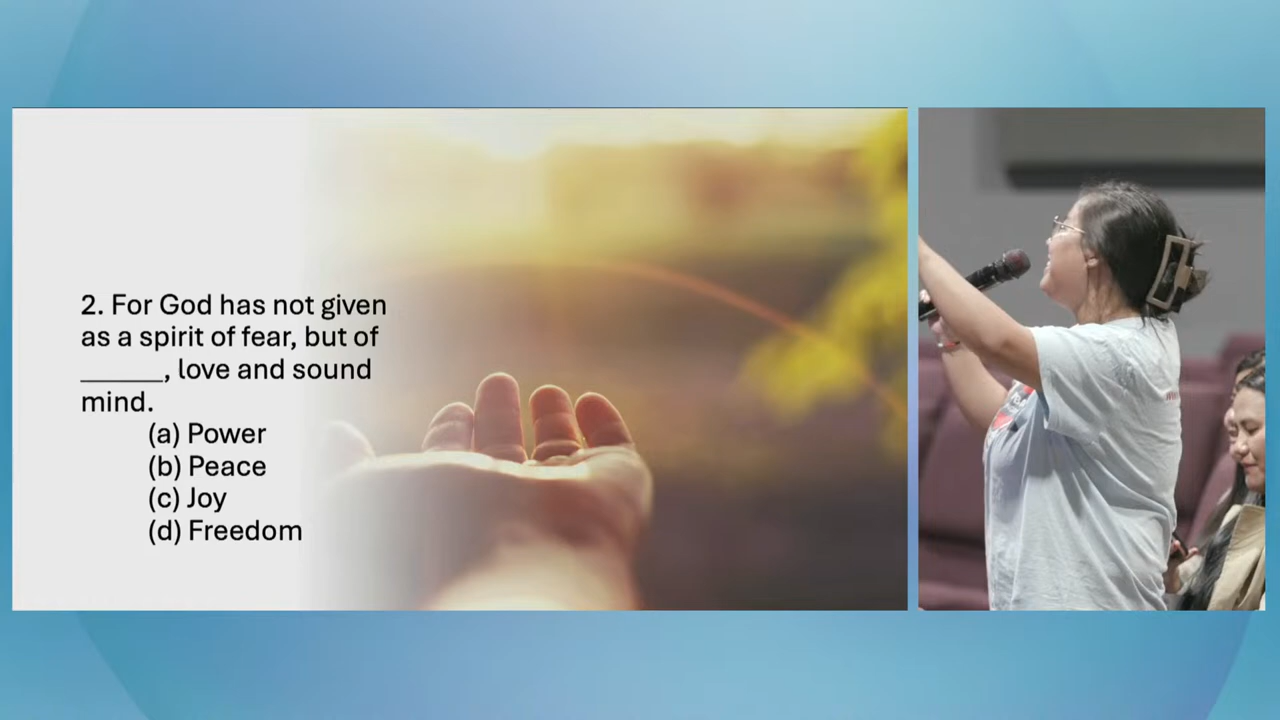 2. For God has not given
as a spirit of fear, but of
______, love and sound
mind.
(a) Power
(b) Peace
(c) Joy
(d) Freedom